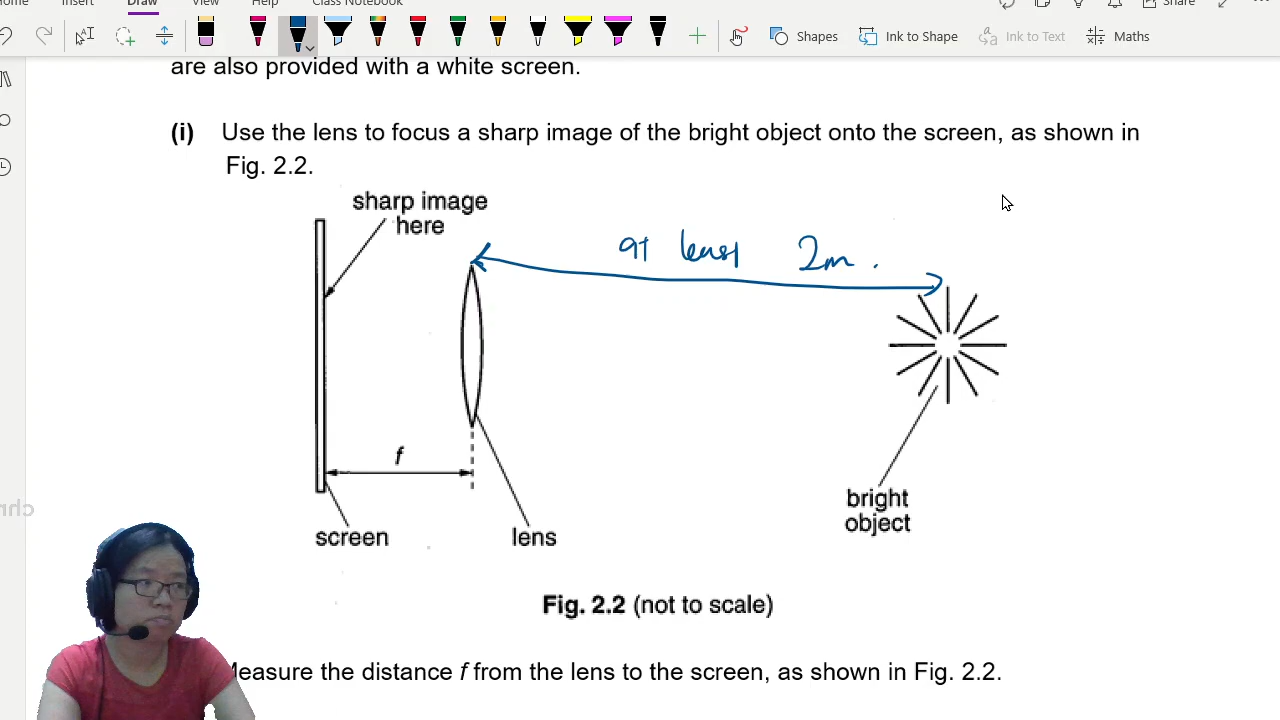 Insert
Draw
View
Help
Class Notebook
Share
Shapes
Ink to Shape
Ink to Text
Maths
are also provided with a white screen.
(i) Use the lens to focus a sharp image of the bright object onto the screen, as shown in
Fig. 2.2.
sharp image
here
at least 2m.
f
screen
lens
bright
object
Fig. 2.2 (not to scale)
Measure the distance f from the lens to the screen, as shown in Fig. 2.2.